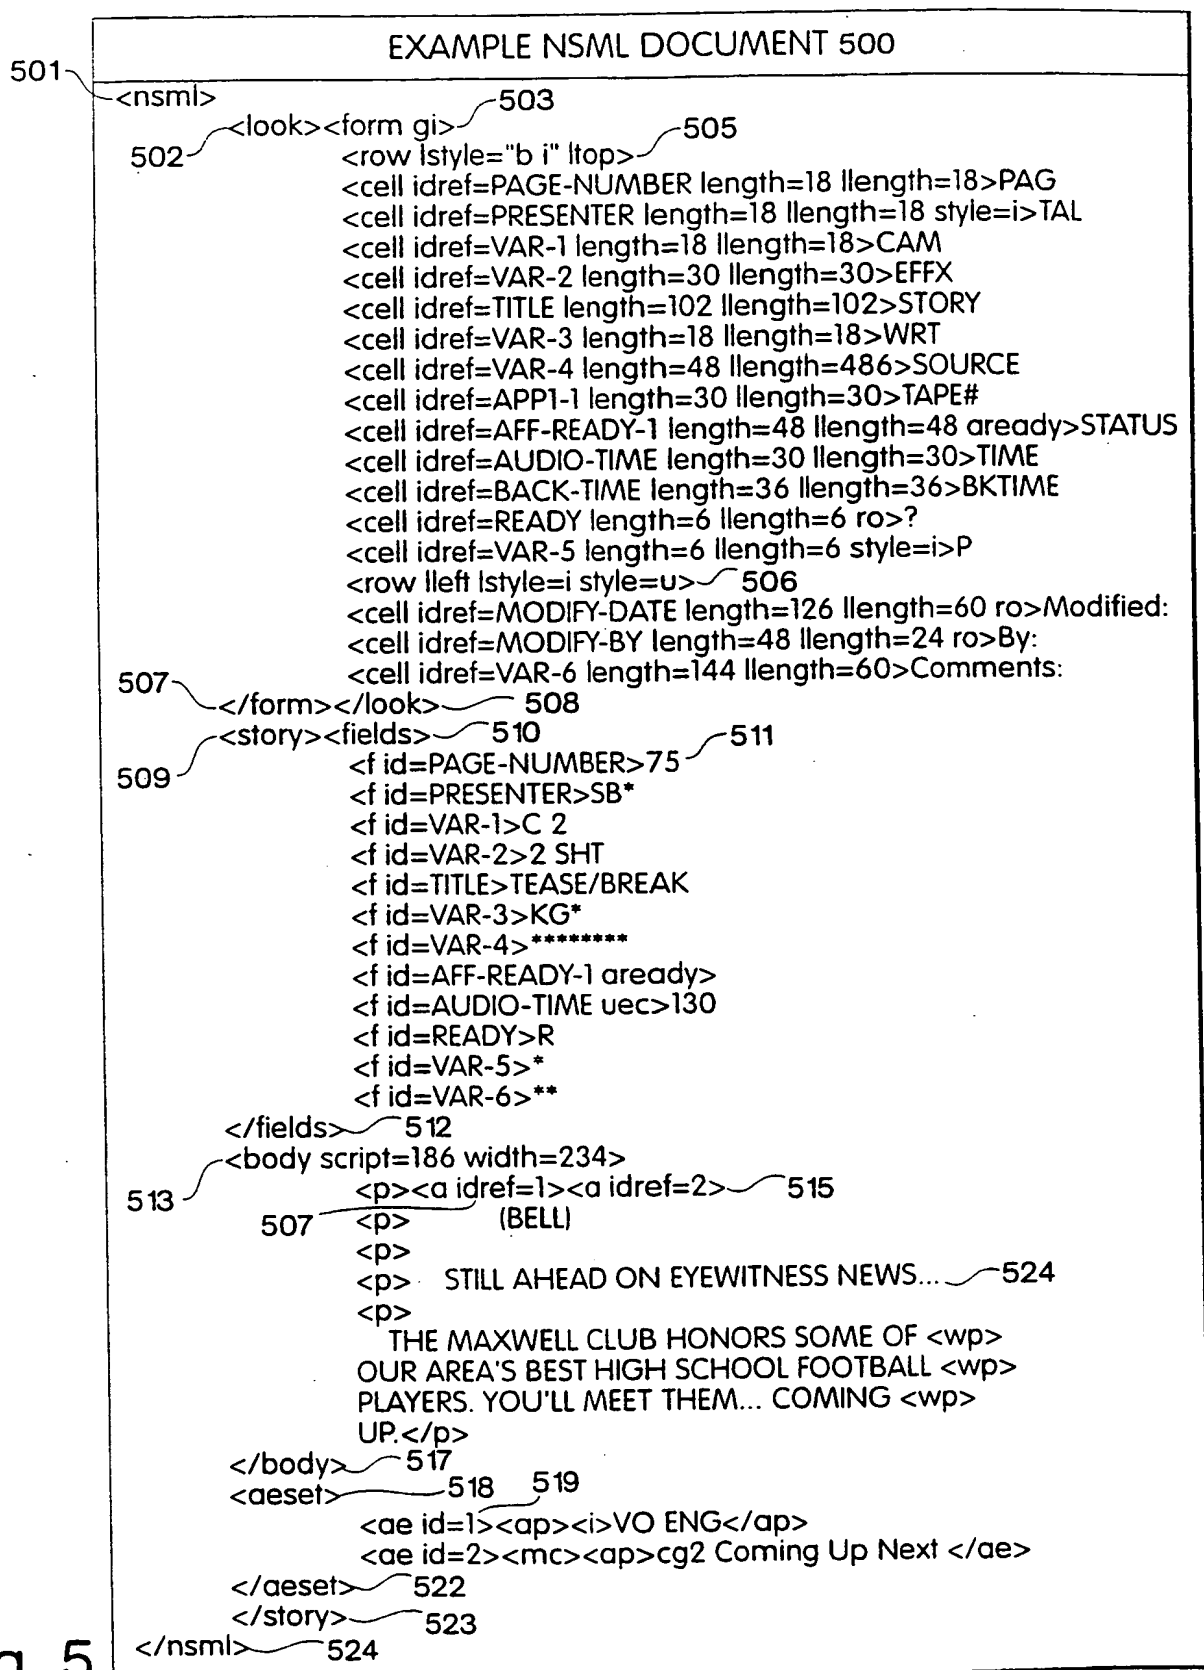 EXAMPLE NSML DOCUMENT 500
501
<nsml>
503
502 <look><form gi>
505
<row lstyle="b i" ltop>
<cell idref=PAGE-NUMBER length=18 llength=18>PAG
<cell idref=PRESENTER length=18 llength=18 style=i>TAL
<cell idref=VAR-1 length=18 llength=18>CAM
<cell idref=VAR-2 length=30 llength=30>EFFX
<cell idref=TITLE length=102 llength=102>STORY
<cell idref=VAR-3 length=18 llength=18>WRT
<cell idref=VAR-4 length=48 llength=486>SOURCE
<cell idref=APP1-1 length=30 llength=30>TAPE#
<cell idref=AFF-READY-1 length=48 llength=48 aready>STATUS
<cell idref=AUDIO-TIME length=30 llength=30>TIME
<cell idref=BACK-TIME length=36 llength=36>BKTIME
<cell idref=READY length=6 llength=6 ro>?
<cell idref=VAR-5 length=6 llength=6 style=i>P
<row lleft lstyle=i style=u> 506
<cell idref=MODIFY-DATE length=126 llength=60 ro>Modified:
<cell idref=MODIFY-BY length=48 llength=24 ro>By:
<cell idref=VAR-6 length=144 llength=60>Comments:
507
</form></look> 508
509 <story><fields> 510
<f id=PAGE-NUMBER>75 511
<f id=PRESENTER>SB*
<f id=VAR-1>C 2
<f id=VAR-2>2 SHT
<f id=TITLE>TEASE/BREAK
<f id=VAR-3>KG*
<f id=VAR-4>********
<f id=AFF-READY-1 aready>
<f id=AUDIO-TIME uec>130
<f id=READY>R
<f id=VAR-5>*
<f id=VAR-6>**
</fields> 512
513 <body script=186 width=234>
<p><a idref=1><a idref=2> 515
507 <p> (BELL)
<p>
<p> STILL AHEAD ON EYEWITNESS NEWS... 524
<p>
THE MAXWELL CLUB HONORS SOME OF <wp>
OUR AREA'S BEST HIGH SCHOOL FOOTBALL <wp>
PLAYERS. YOU'LL MEET THEM... COMING <wp>
UP.</p>
</body> 517
<aeset> 518 519
<ae id=1><ap><i>VO ENG</ap>
<ae id=2><mc><ap>cg2 Coming Up Next </ae>
</aeset> 522
</story> 523
</nsml> 524
5